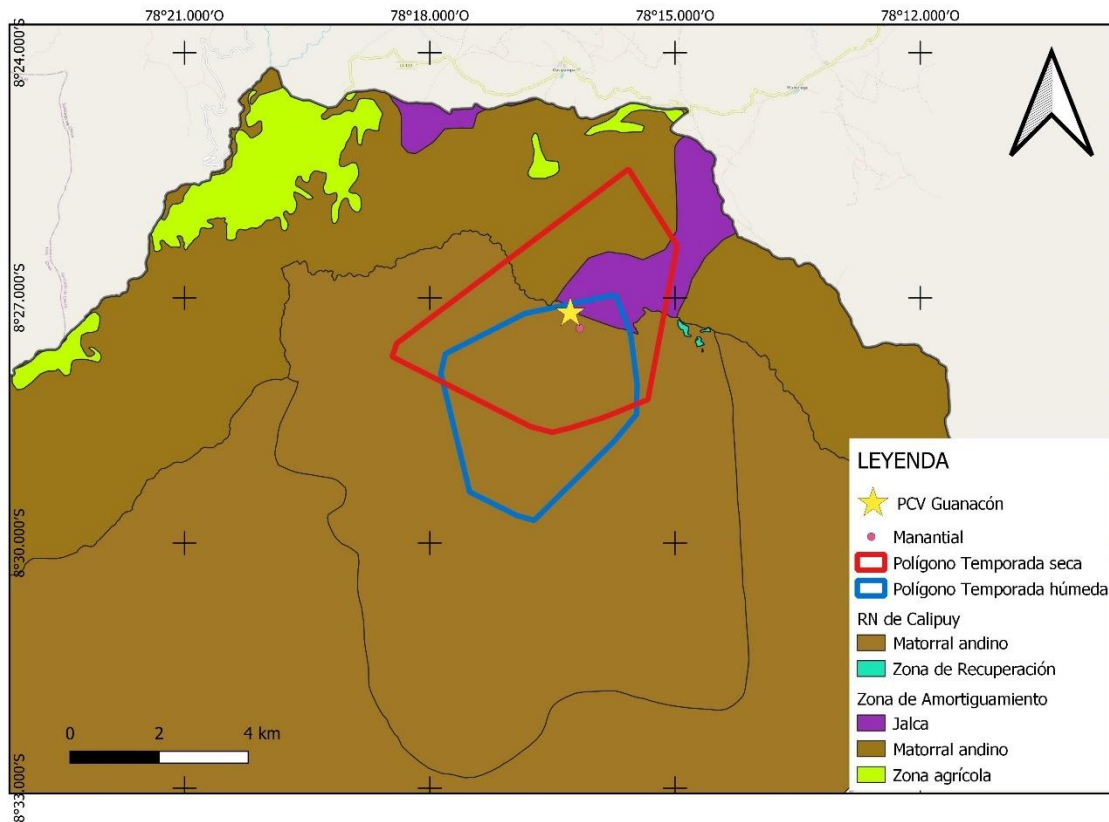 78°21.000'O 78°18.000'O 78°15.000'O 78°12.000'O
8°24.000'S
8°27.000'S
8°30.000'S
8°33.000'S
LEYENDA
PCV Guanacón
Manantial
Polígono Temporada seca
Polígono Temporada húmeda
RN de Calipuy
Matorral andino
Zona de Recuperación
Zona de Amortiguamiento
Jalca
Matorral andino
Zona agrícola
0 2 4 km